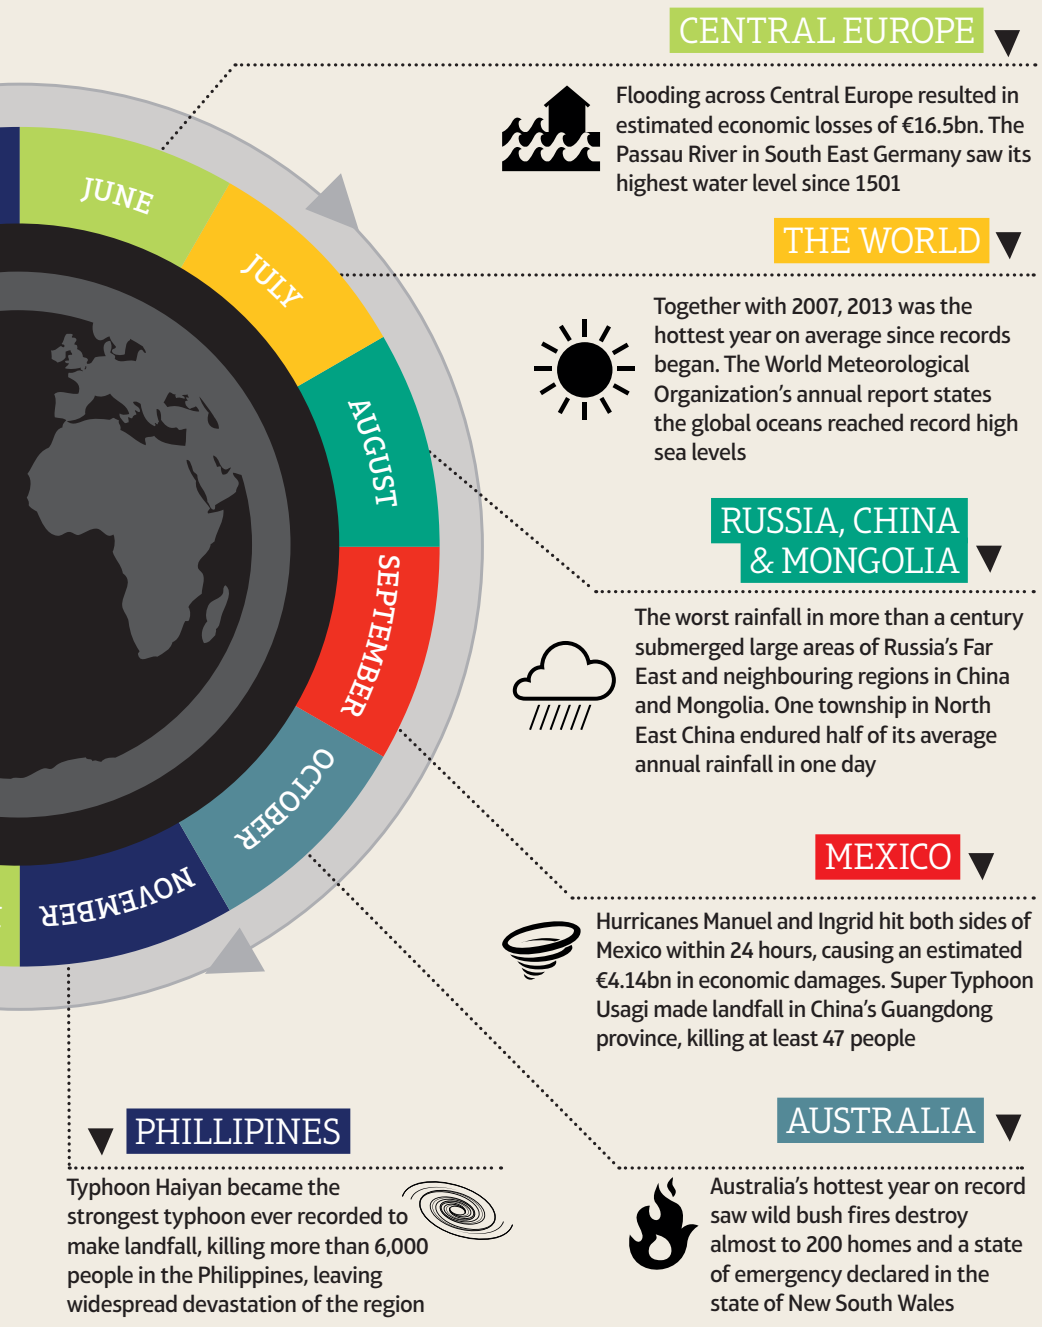 CENTRAL EUROPE
Flooding across Central Europe resulted in
estimated economic losses of €16.5bn. The
Passau River in South East Germany saw its
highest water level since 1501
JUNE
JULY
AUGUST
SEPTEMBER
OCTOBER
NOVEMBER
THE WORLD
Together with 2007, 2013 was the
hottest year on average since records
began. The World Meteorological
Organization’s annual report states
the global oceans reached record high
sea levels
RUSSIA, CHINA
& MONGOLIA
The worst rainfall in more than a century
submerged large areas of Russia’s Far
East and neighbouring regions in China
and Mongolia. One township in North
East China endured half of its average
annual rainfall in one day
MEXICO
Hurricanes Manuel and Ingrid hit both sides of
Mexico within 24 hours, causing an estimated
€4.14bn in economic damages. Super Typhoon
Usagi made landfall in China’s Guangdong
province, killing at least 47 people
AUSTRALIA
Australia’s hottest year on record
saw wild bush fires destroy
almost to 200 homes and a state
of emergency declared in the
state of New South Wales
PHILLIPINES
Typhoon Haiyan became the
strongest typhoon ever recorded to
make landfall, killing more than 6,000
people in the Philippines, leaving
widespread devastation of the region